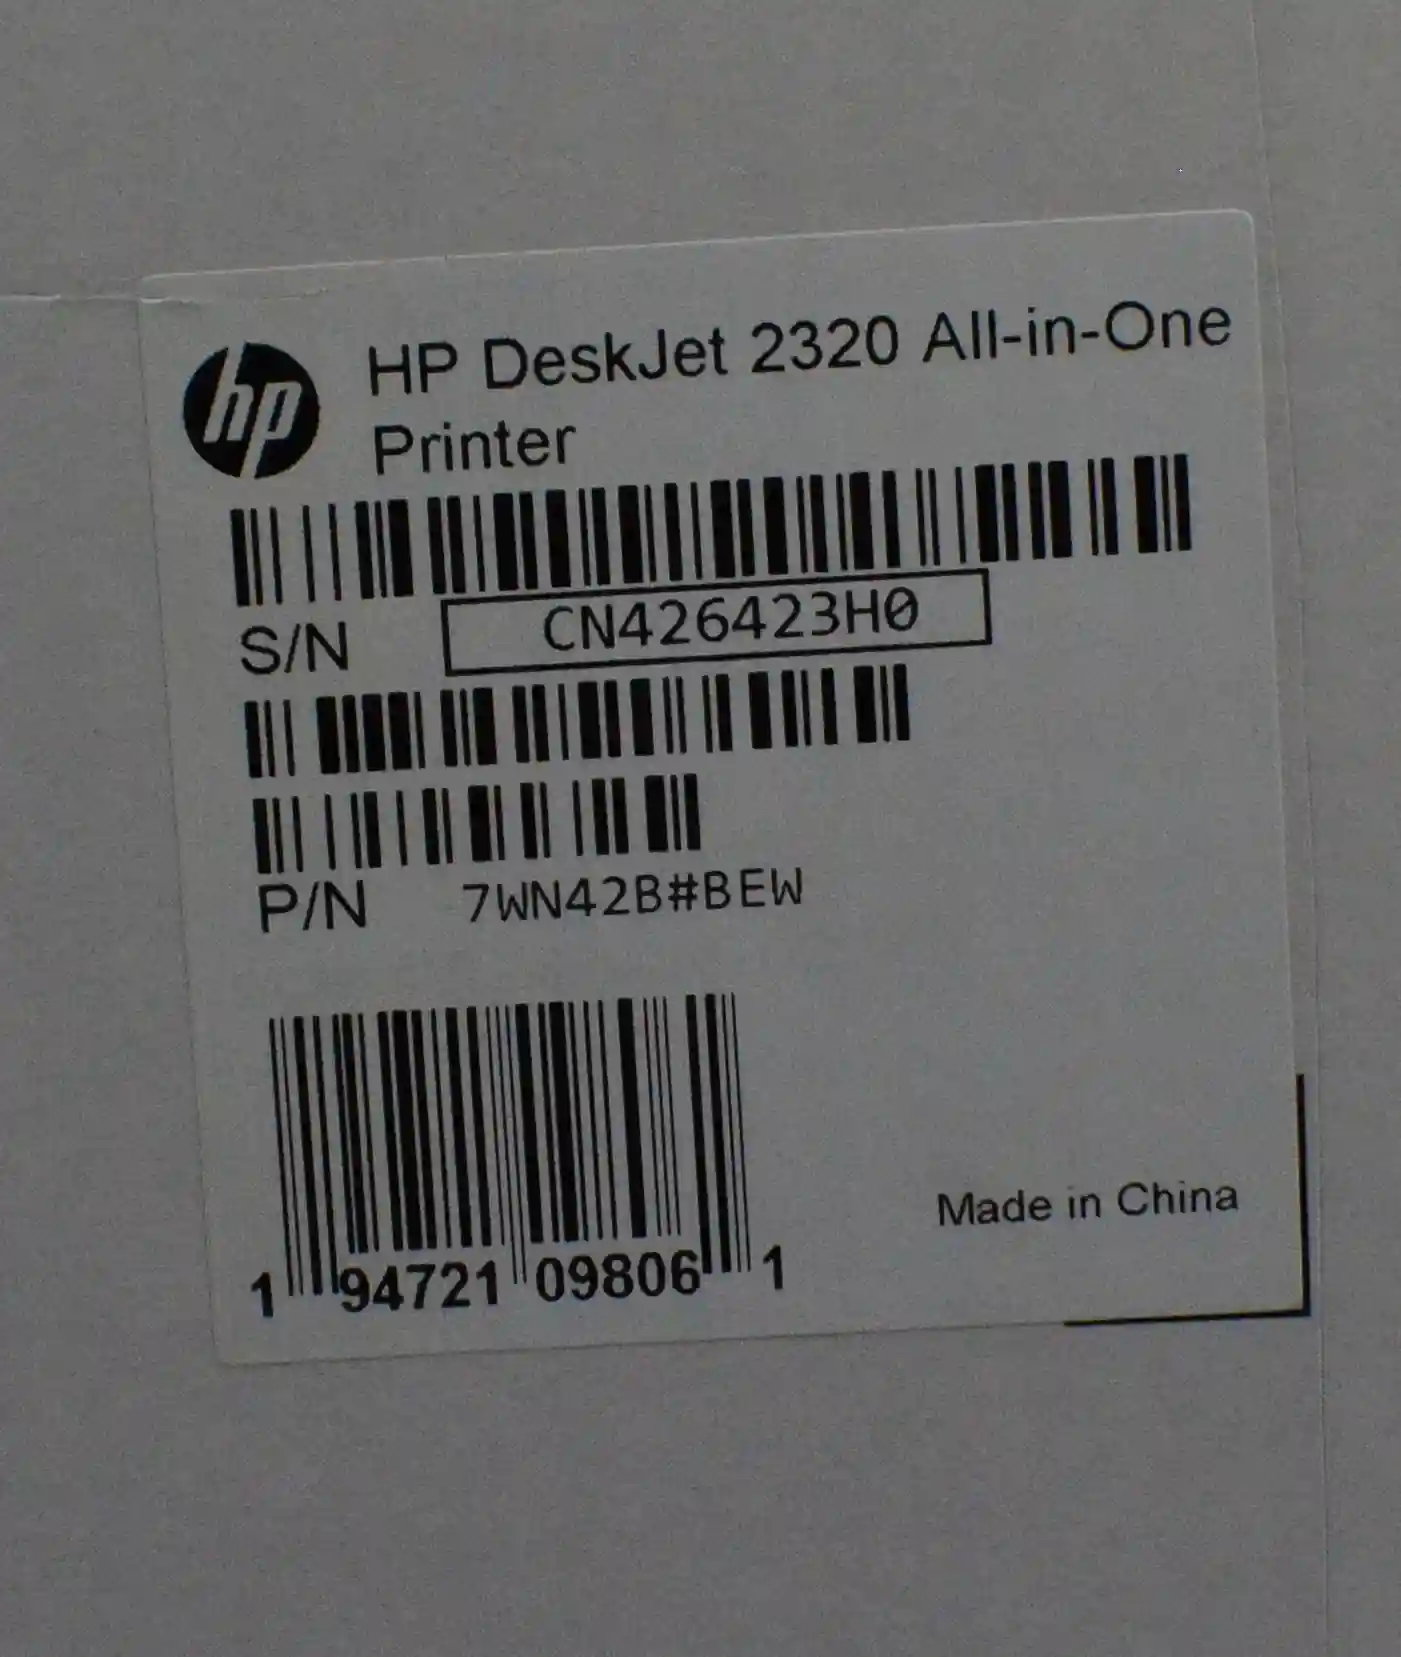 hp
HP DeskJet 2320 All-in-One
Printer
S/N CN426423H0
P/N 7WN42B#BEW
1 94721 09806 1
Made in China